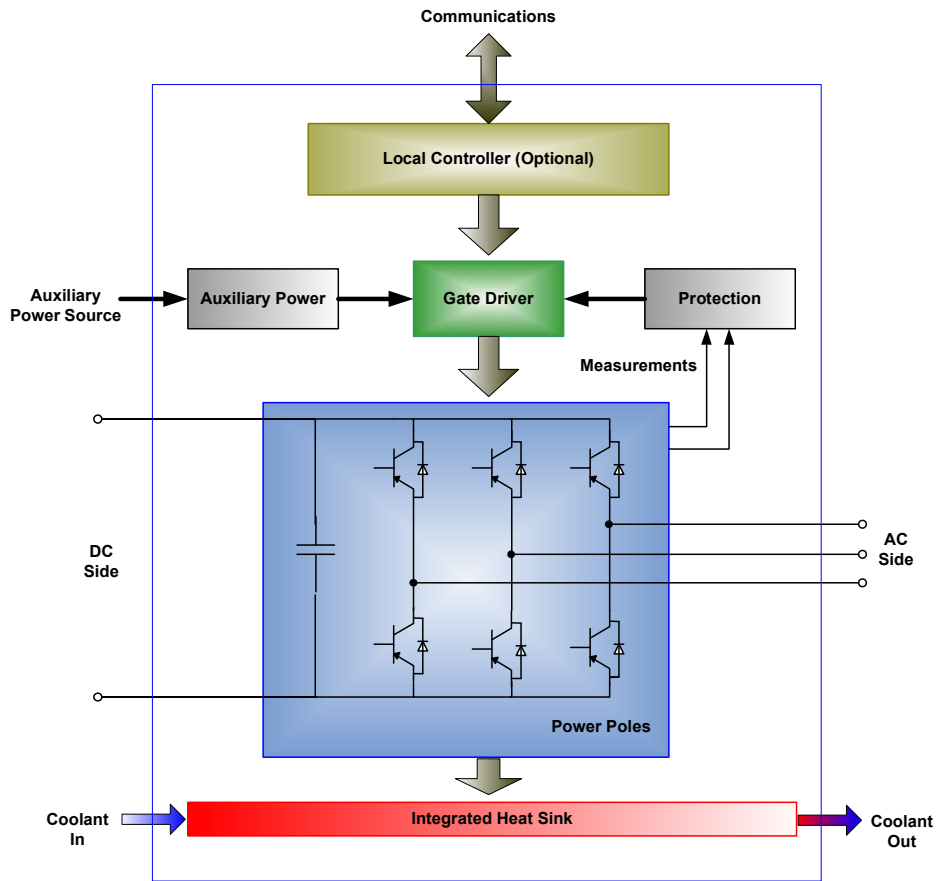 Communications
Local Controller (Optional)
Auxiliary
Power Source
Auxiliary Power
Gate Driver
Protection
Measurements
DC
Side
AC
Side
Power Poles
Coolant
In
Integrated Heat Sink
Coolant
Out